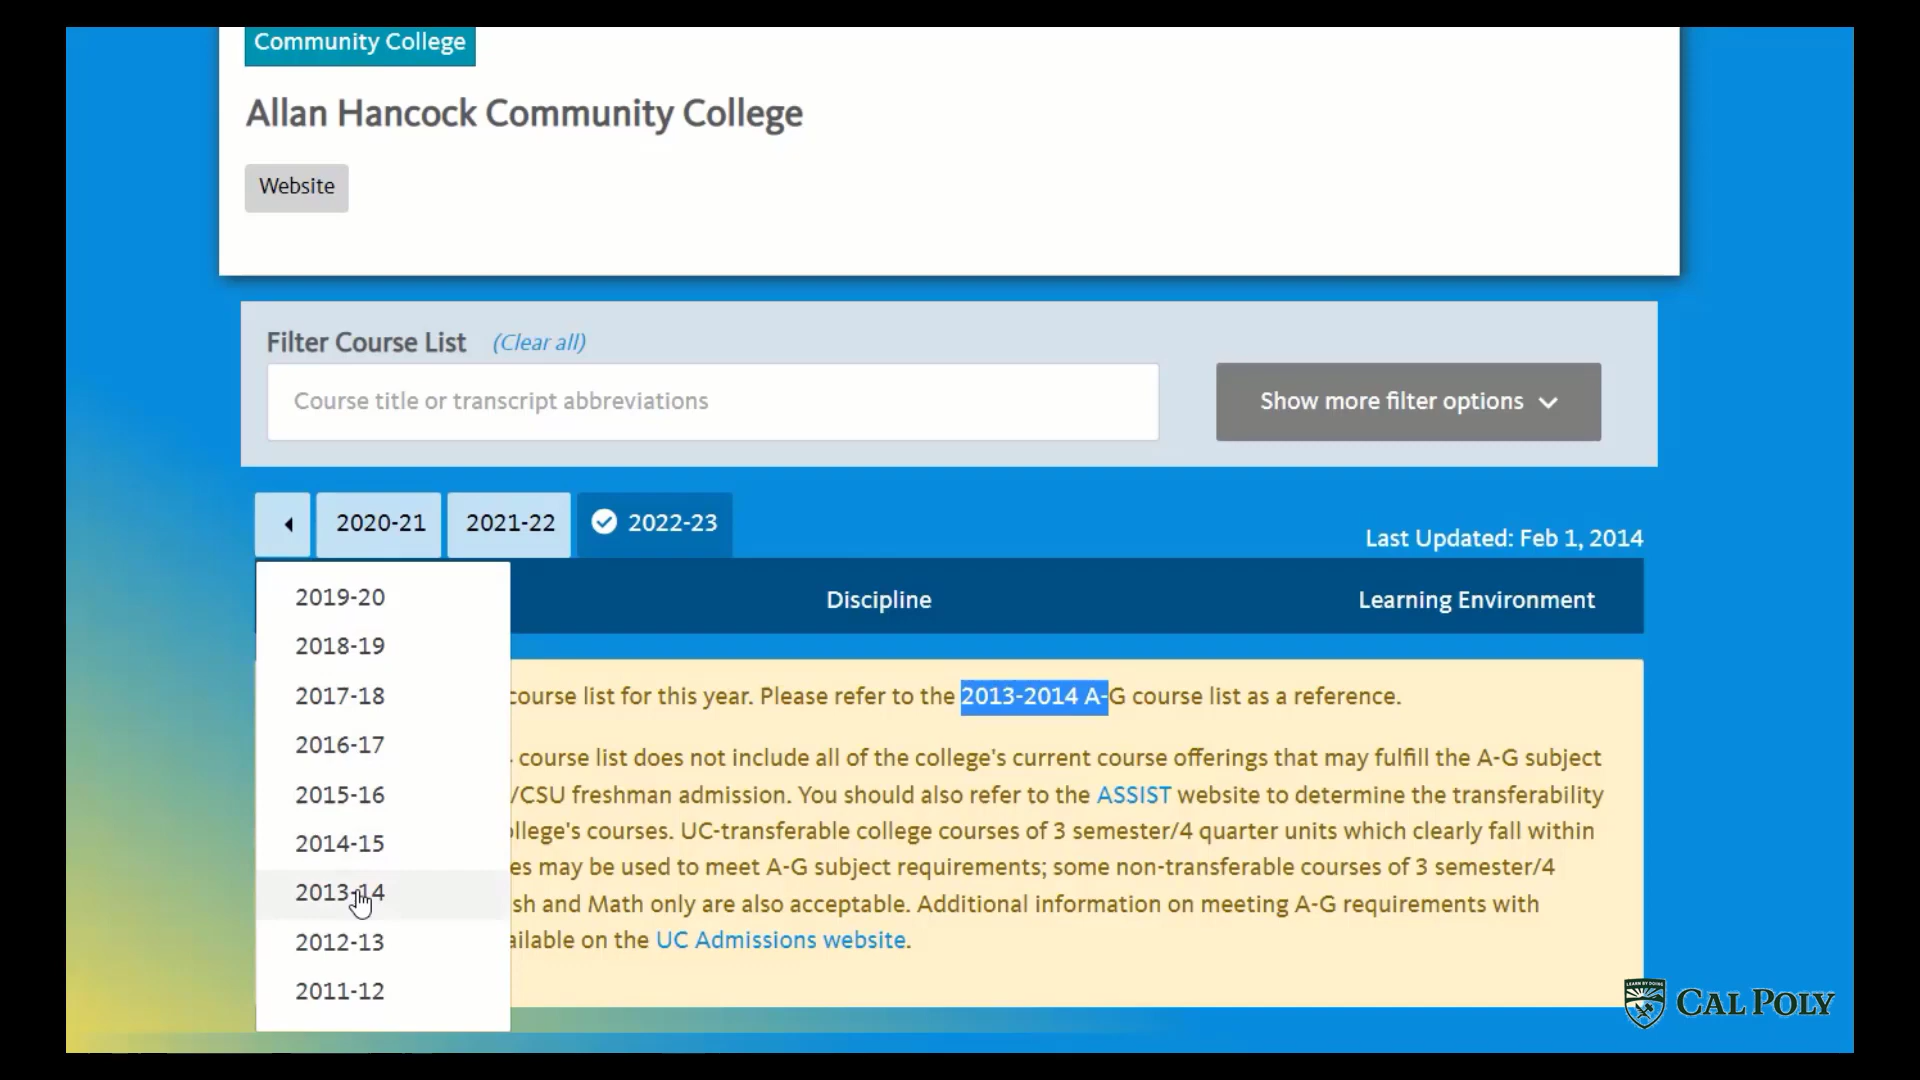 Community College
Allan Hancock Community College
Website
Filter Course List (Clear all)
Course title or transcript abbreviations
Show more filter options
2020-21 2021-22 2022-23
Last Updated: Feb 1, 2014
Discipline Learning Environment
2019-20
2018-19
2017-18
2016-17
2015-16
2014-15
2013-14
2012-13
2011-12
course list for this year. Please refer to the 2013-2014 A-G course list as a reference.
course list does not include all of the college's current course offerings that may fulfill the A-G subject
/CSU freshman admission. You should also refer to the ASSIST website to determine the transferability
college's courses. UC-transferable college courses of 3 semester/4 quarter units which clearly fall within
es may be used to meet A-G subject requirements; some non-transferable courses of 3 semester/4
sh and Math only are also acceptable. Additional information on meeting A-G requirements with
ailable on the UC Admissions website.
LEARN BY DOING
CAL POLY